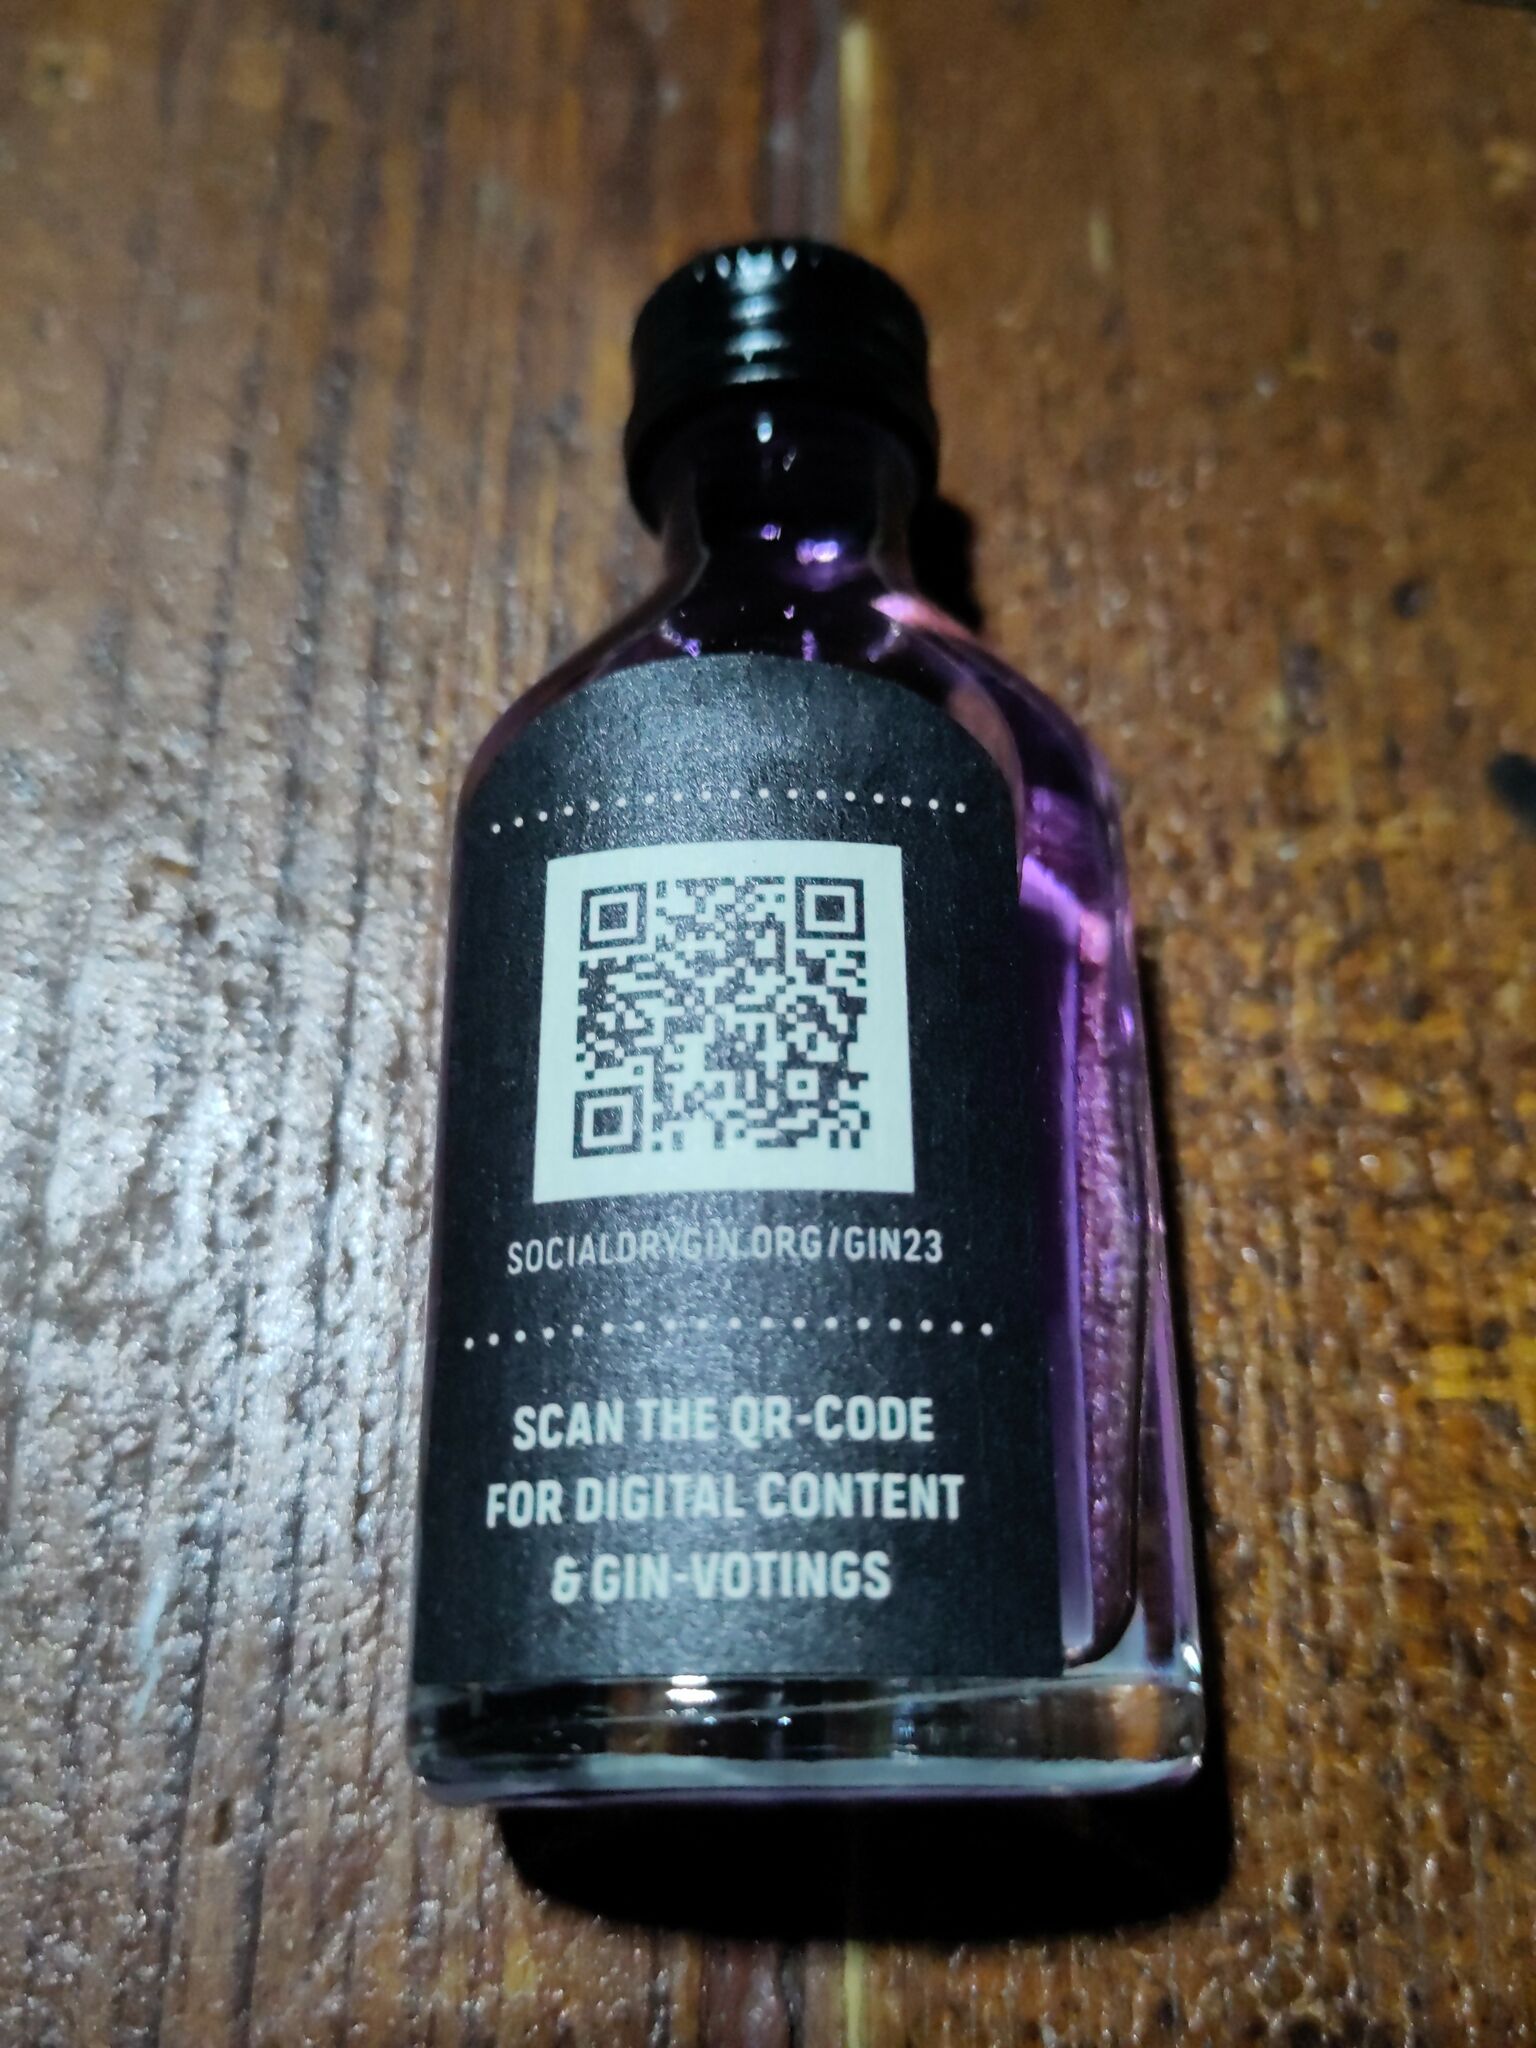 SOCIALDRYGIN.ORG/GIN23
SCAN THE QR-CODE
FOR DIGITAL CONTENT
& GIN-VOTINGS